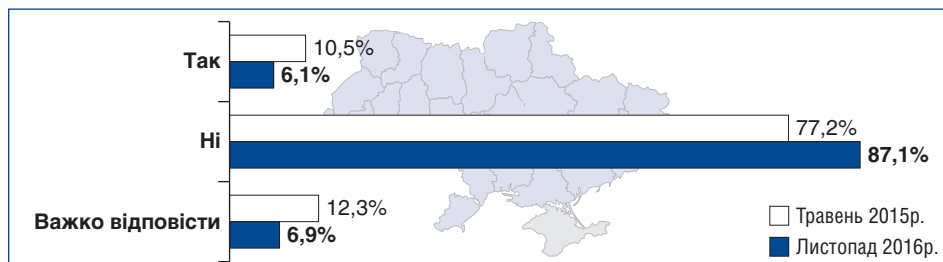 Так
10,5%
6,1%
Ні
77,2%
87,1%
Важко відповісти
12,3%
6,9%
Травень 2015р.
Листопад 2016р.